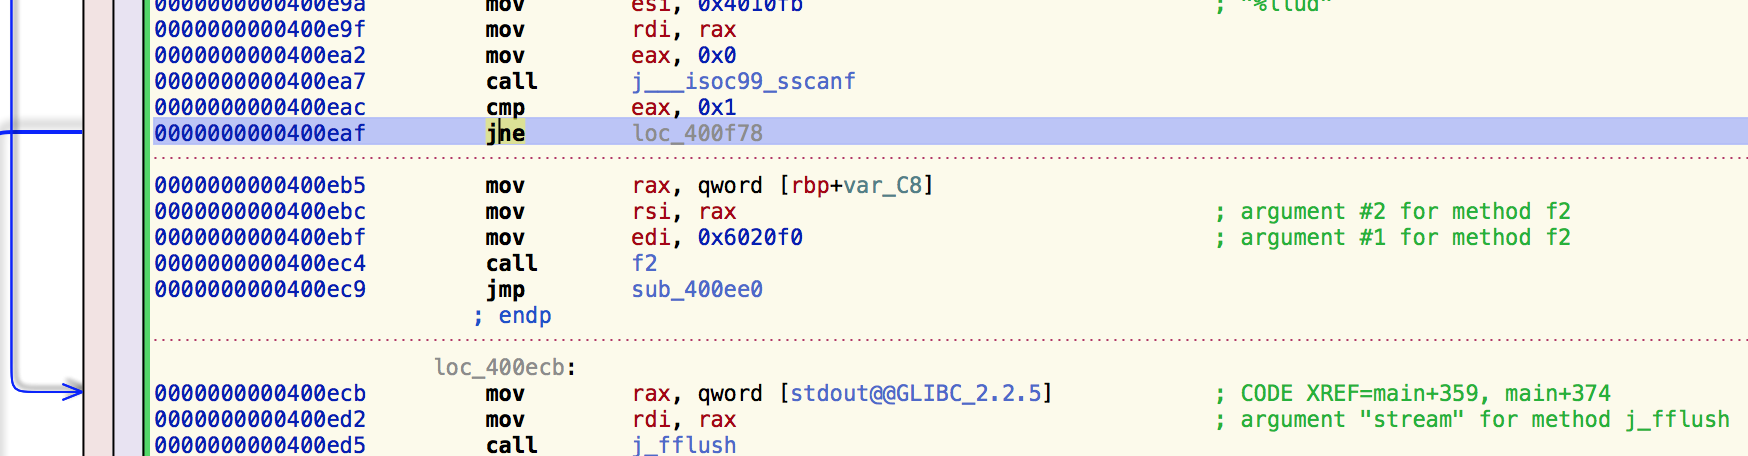 0000000000400e9a mov esi, 0x4010fb ; "%llud"
0000000000400e9f mov rdi, rax
0000000000400ea2 mov eax, 0x0
0000000000400ea7 call j___isoc99_sscanf
0000000000400eac cmp eax, 0x1
0000000000400eaf jne loc_400f78
0000000000400eb5 mov rax, qword [rbp+var_C8]
0000000000400ebc mov rsi, rax ; argument #2 for method f2
0000000000400ebf mov edi, 0x6020f0 ; argument #1 for method f2
0000000000400ec4 call f2
0000000000400ec9 jmp sub_400ee0
; endp
loc_400ecb:
0000000000400ecb mov rax, qword [stdout@@GLIBC_2.2.5] ; CODE XREF=main+359, main+374
0000000000400ed2 mov rdi, rax ; argument "stream" for method j_fflush
0000000000400ed5 call j_fflush